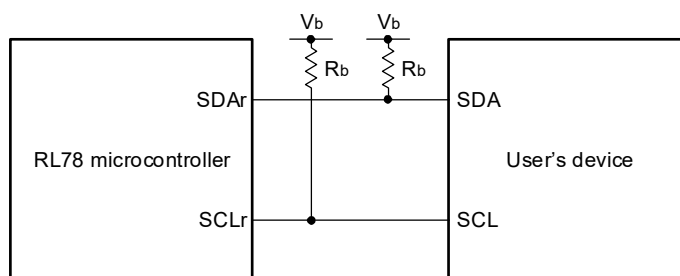 Vb Vb
Rb Rb
SDAr SDA
RL78 microcontroller User’s device
SCLr SCL